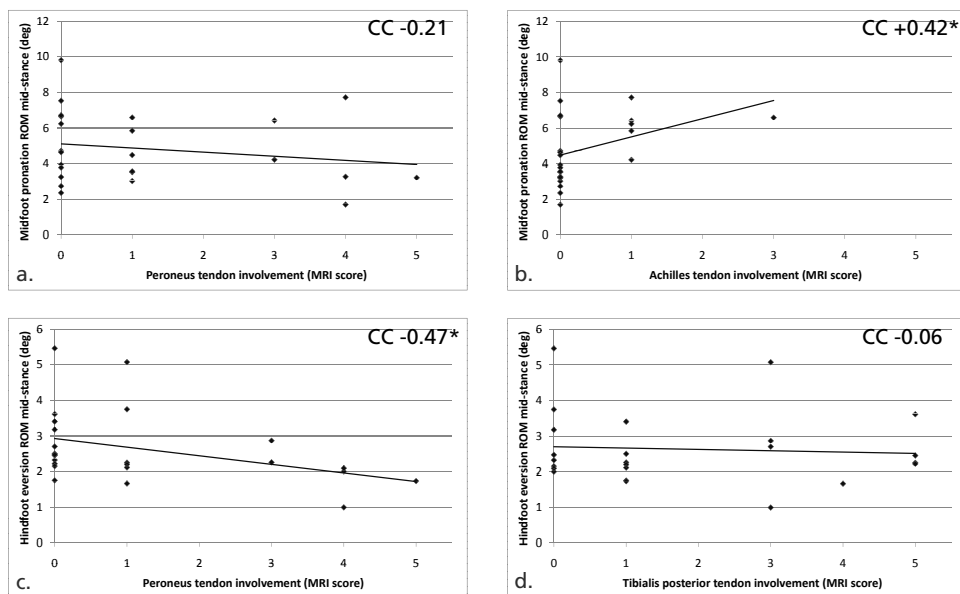 12
10
8
6
4
2
0
Midfoot pronation ROM mid-stance (deg)
CC -0.21
0 1 2 3 4 5
Peroneus tendon involvement (MRI score)
a.
12
10
8
6
4
2
0
Midfoot pronation ROM mid-stance (deg)
CC +0.42*
0 1 2 3 4 5
Achilles tendon involvement (MRI score)
b.
6
5
4
3
2
1
0
Hindfoot eversion ROM mid-stance (deg)
CC -0.47*
0 1 2 3 4 5
Peroneus tendon involvement (MRI score)
c.
6
5
4
3
2
1
0
Hindfoot eversion ROM mid-stance (deg)
CC -0.06
0 1 2 3 4 5
Tibialis posterior tendon involvement (MRI score)
d.